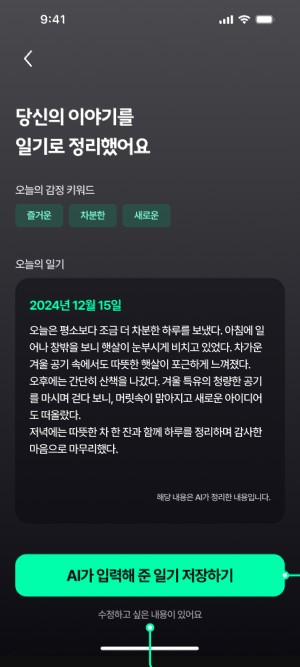 9:41
당신의 이야기를
일기로 정리했어요
오늘의 감정 키워드
즐거운
차분한
새로운
오늘의 일기
2024년 12월 15일
오늘은 평소보다 조금 더 차분한 하루를 보냈다. 아침에 일
어나 창밖을 보니 햇살이 눈부시게 비치고 있었다. 차가운
겨울 공기 속에서도 따뜻한 햇살이 포근하게 느껴졌다.
오후에는 간단히 산책을 나갔다. 겨울 특유의 청량한 공기
를 마시며 걷다 보니, 머릿속이 맑아지고 새로운 아이디어
도 떠올랐다.
저녁에는 따뜻한 차 한 잔과 함께 하루를 정리하며 감사한
마음으로 마무리했다.
해당 내용은 AI가 정리한 내용입니다.
AI가 입력해 준 일기 저장하기
수정하고 싶은 내용이 있어요